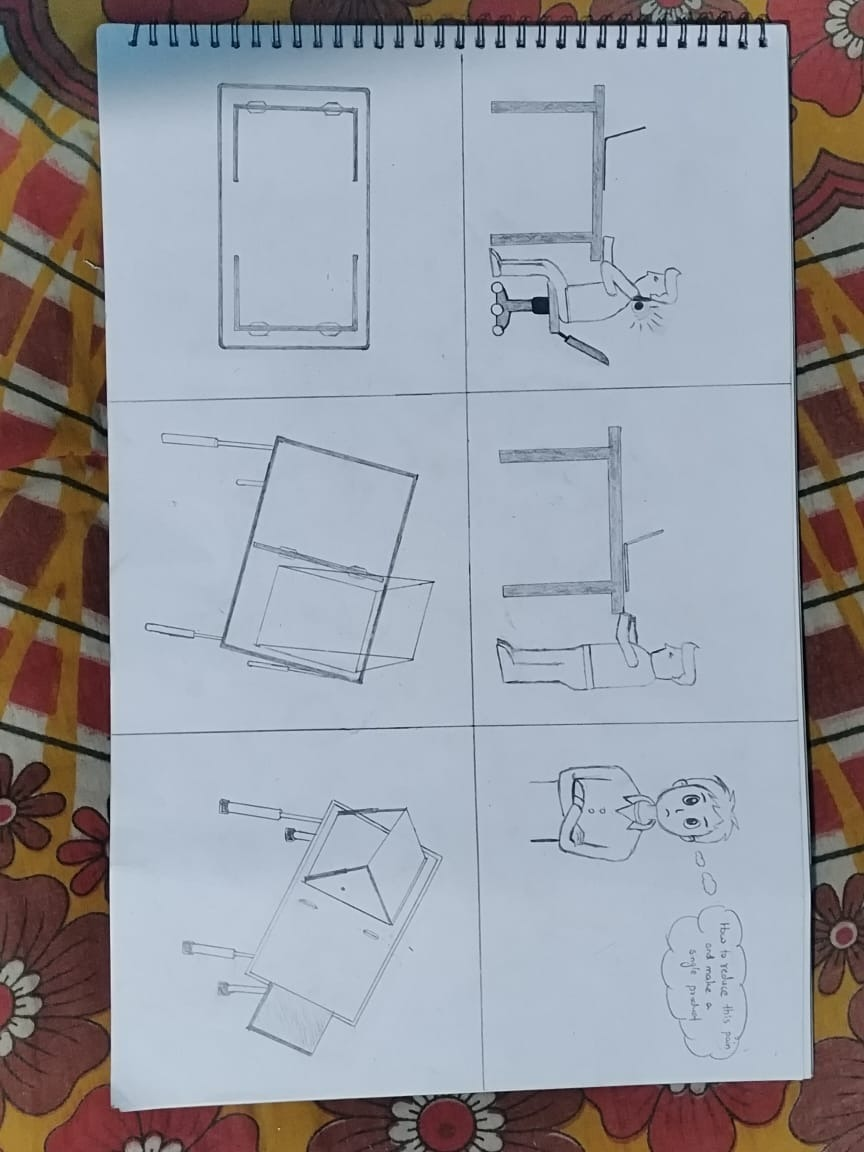 How to reduce this pain
and make a
single product